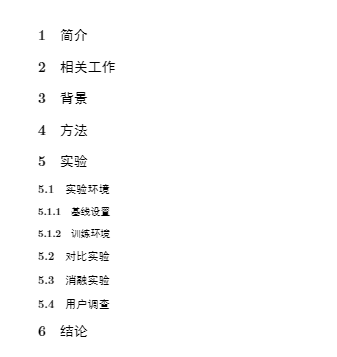 1 简介
2 相关工作
3 背景
4 方法
5 实验
5.1 实验环境
5.1.1 基线设置
5.1.2 训练环境
5.2 对比实验
5.3 消融实验
5.4 用户调查
6 结论